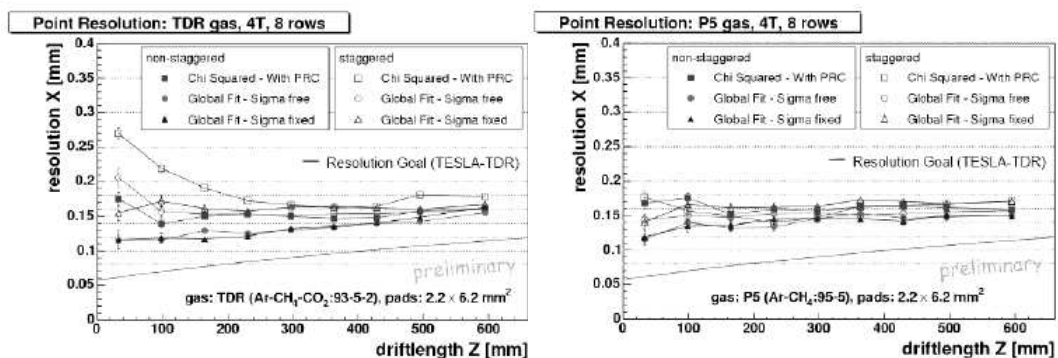 Point Resolution: TDR gas, 4T, 8 rows
resolution X [mm]
0.4
0.35
0.3
0.25
0.2
0.15
0.1
0.05
0
non-staggered
Chi Squared - With PRC
Global Fit - Sigma free
Global Fit - Sigma fixed
staggered
Chi Squared - With PRC
Global Fit - Sigma free
Global Fit - Sigma fixed
Resolution Goal (TESLA-TDR)
preliminary
gas: TDR (Ar-CH4-CO2:93-5-2), pads: 2.2 × 6.2 mm²
0 100 200 300 400 500 600
driftlength Z [mm]
Point Resolution: P5 gas, 4T, 8 rows
resolution X [mm]
0.4
0.35
0.3
0.25
0.2
0.15
0.1
0.05
0
non-staggered
Chi Squared - With PRC
Global Fit - Sigma free
Global Fit - Sigma fixed
staggered
Chi Squared - With PRC
Global Fit - Sigma free
Global Fit - Sigma fixed
Resolution Goal (TESLA-TDR)
preliminary
gas: P5 (Ar-CH4:95-5), pads: 2.2 × 6.2 mm²
0 100 200 300 400 500 600
driftlength Z [mm]